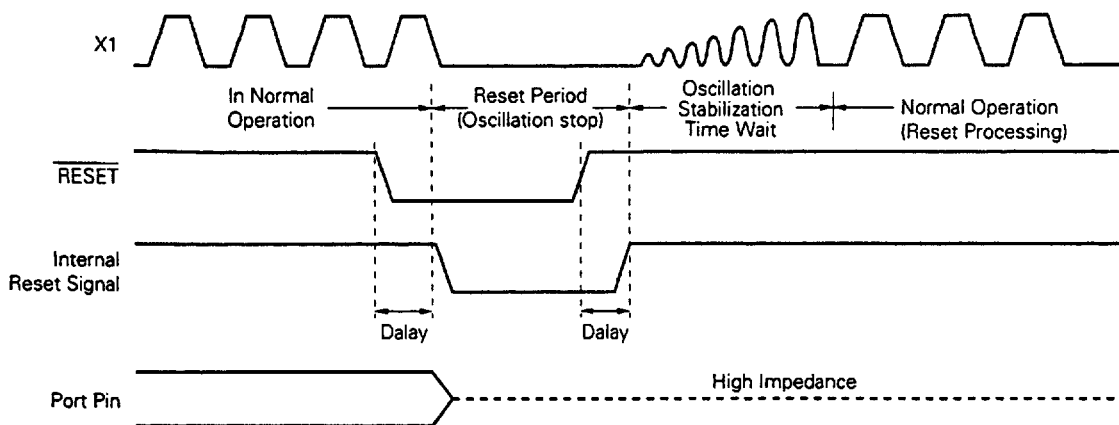 X1
In Normal
Operation
Reset Period
(Oscillation stop)
Oscillation
Stabilization
Time Wait
Normal Operation
(Reset Processing)
RESET
Internal
Reset Signal
Dalay
Dalay
Port Pin
High Impedance